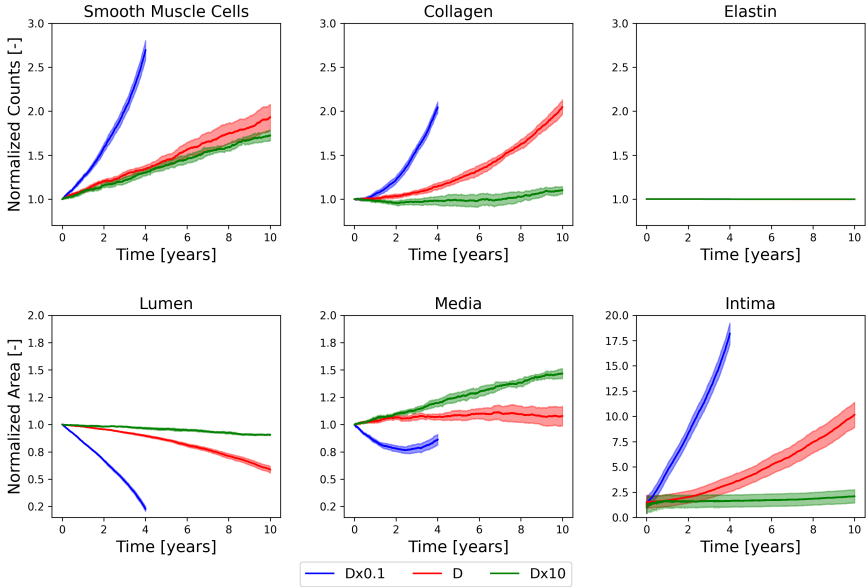 Smooth Muscle Cells
Collagen
Elastin
Normalized Counts [-]
3.0
2.5
2.0
1.5
1.0
0 2 4 6 8 10
Time [years]
3.0
2.5
2.0
1.5
1.0
0 2 4 6 8 10
Time [years]
3.0
2.5
2.0
1.5
1.0
0 2 4 6 8 10
Time [years]
Lumen
Media
Intima
Normalized Area [-]
2.0
1.8
1.5
1.2
1.0
0.8
0.5
0.2
0 2 4 6 8 10
Time [years]
2.0
1.8
1.5
1.2
1.0
0.8
0.5
0.2
0 2 4 6 8 10
Time [years]
20.0
17.5
15.0
12.5
10.0
7.5
5.0
2.5
0.0
0 2 4 6 8 10
Time [years]
Dx0.1 D Dx10